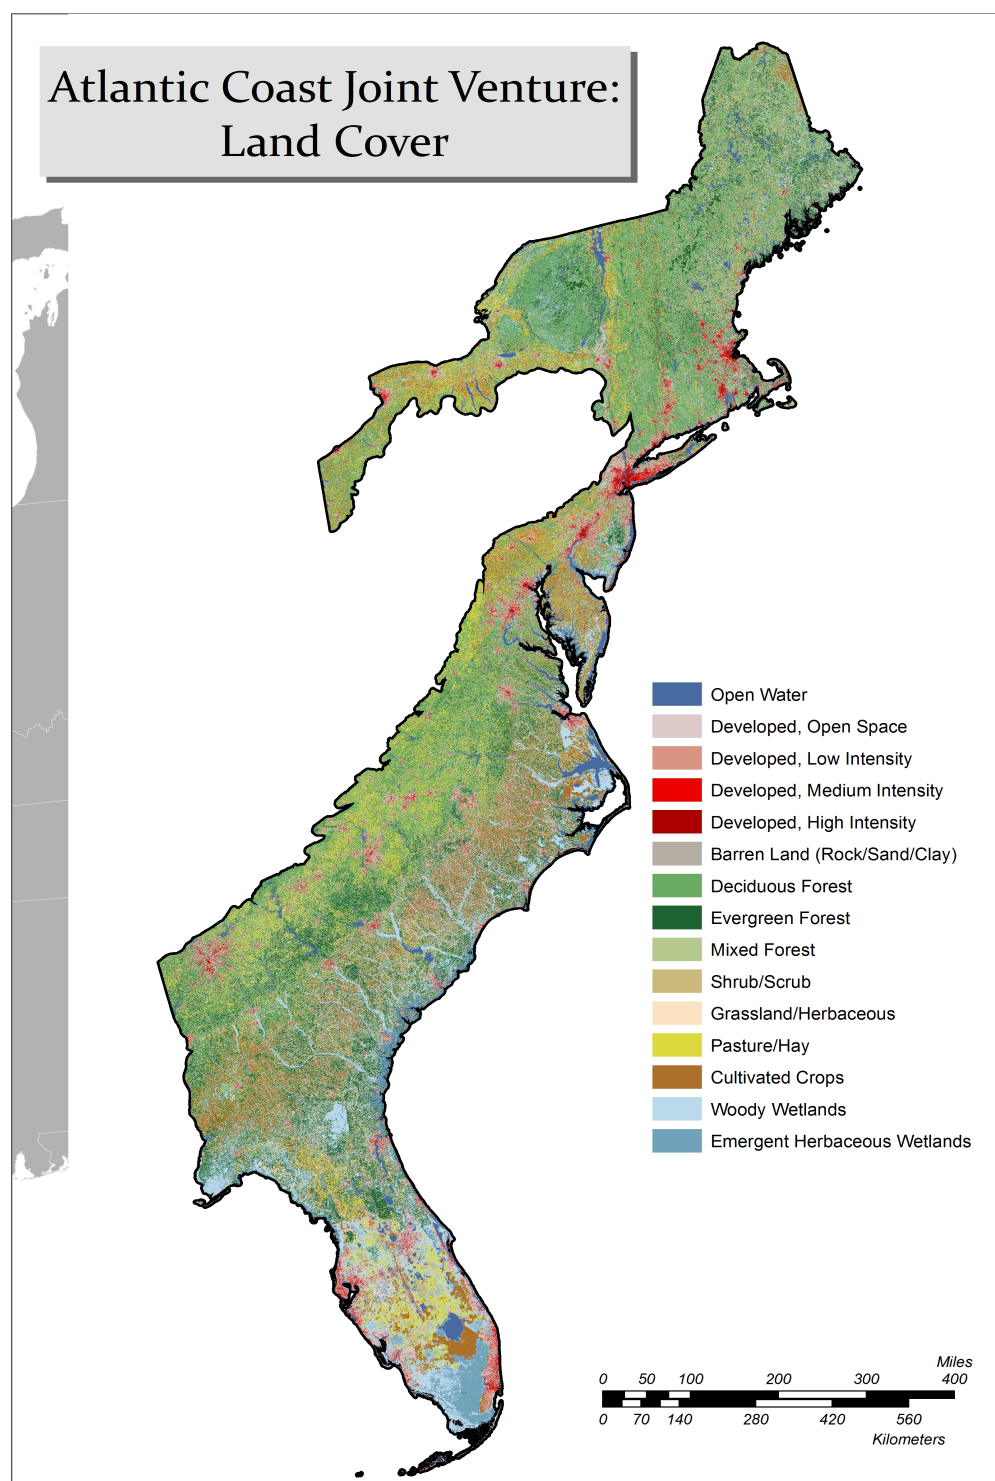 Atlantic Coast Joint Venture:
Land Cover
Open Water
Developed, Open Space
Developed, Low Intensity
Developed, Medium Intensity
Developed, High Intensity
Barren Land (Rock/Sand/Clay)
Deciduous Forest
Evergreen Forest
Mixed Forest
Shrub/Scrub
Grassland/Herbaceous
Pasture/Hay
Cultivated Crops
Woody Wetlands
Emergent Herbaceous Wetlands
Miles
0 50 100 200 300 400
0 70 140 280 420 560
Kilometers